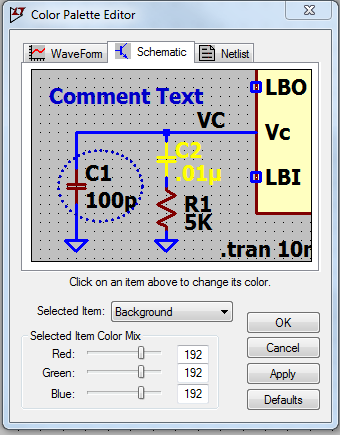 Color Palette Editor
WaveForm Schematic Netlist
Comment Text
LBO
VC
Vc
C2
.01µ
C1
100p
LBI
R1
5K
.tran 10m
Click on an item above to change its color.
Selected Item: Background
Selected Item Color Mix
Red: 192
Green: 192
Blue: 192
OK
Cancel
Apply
Defaults